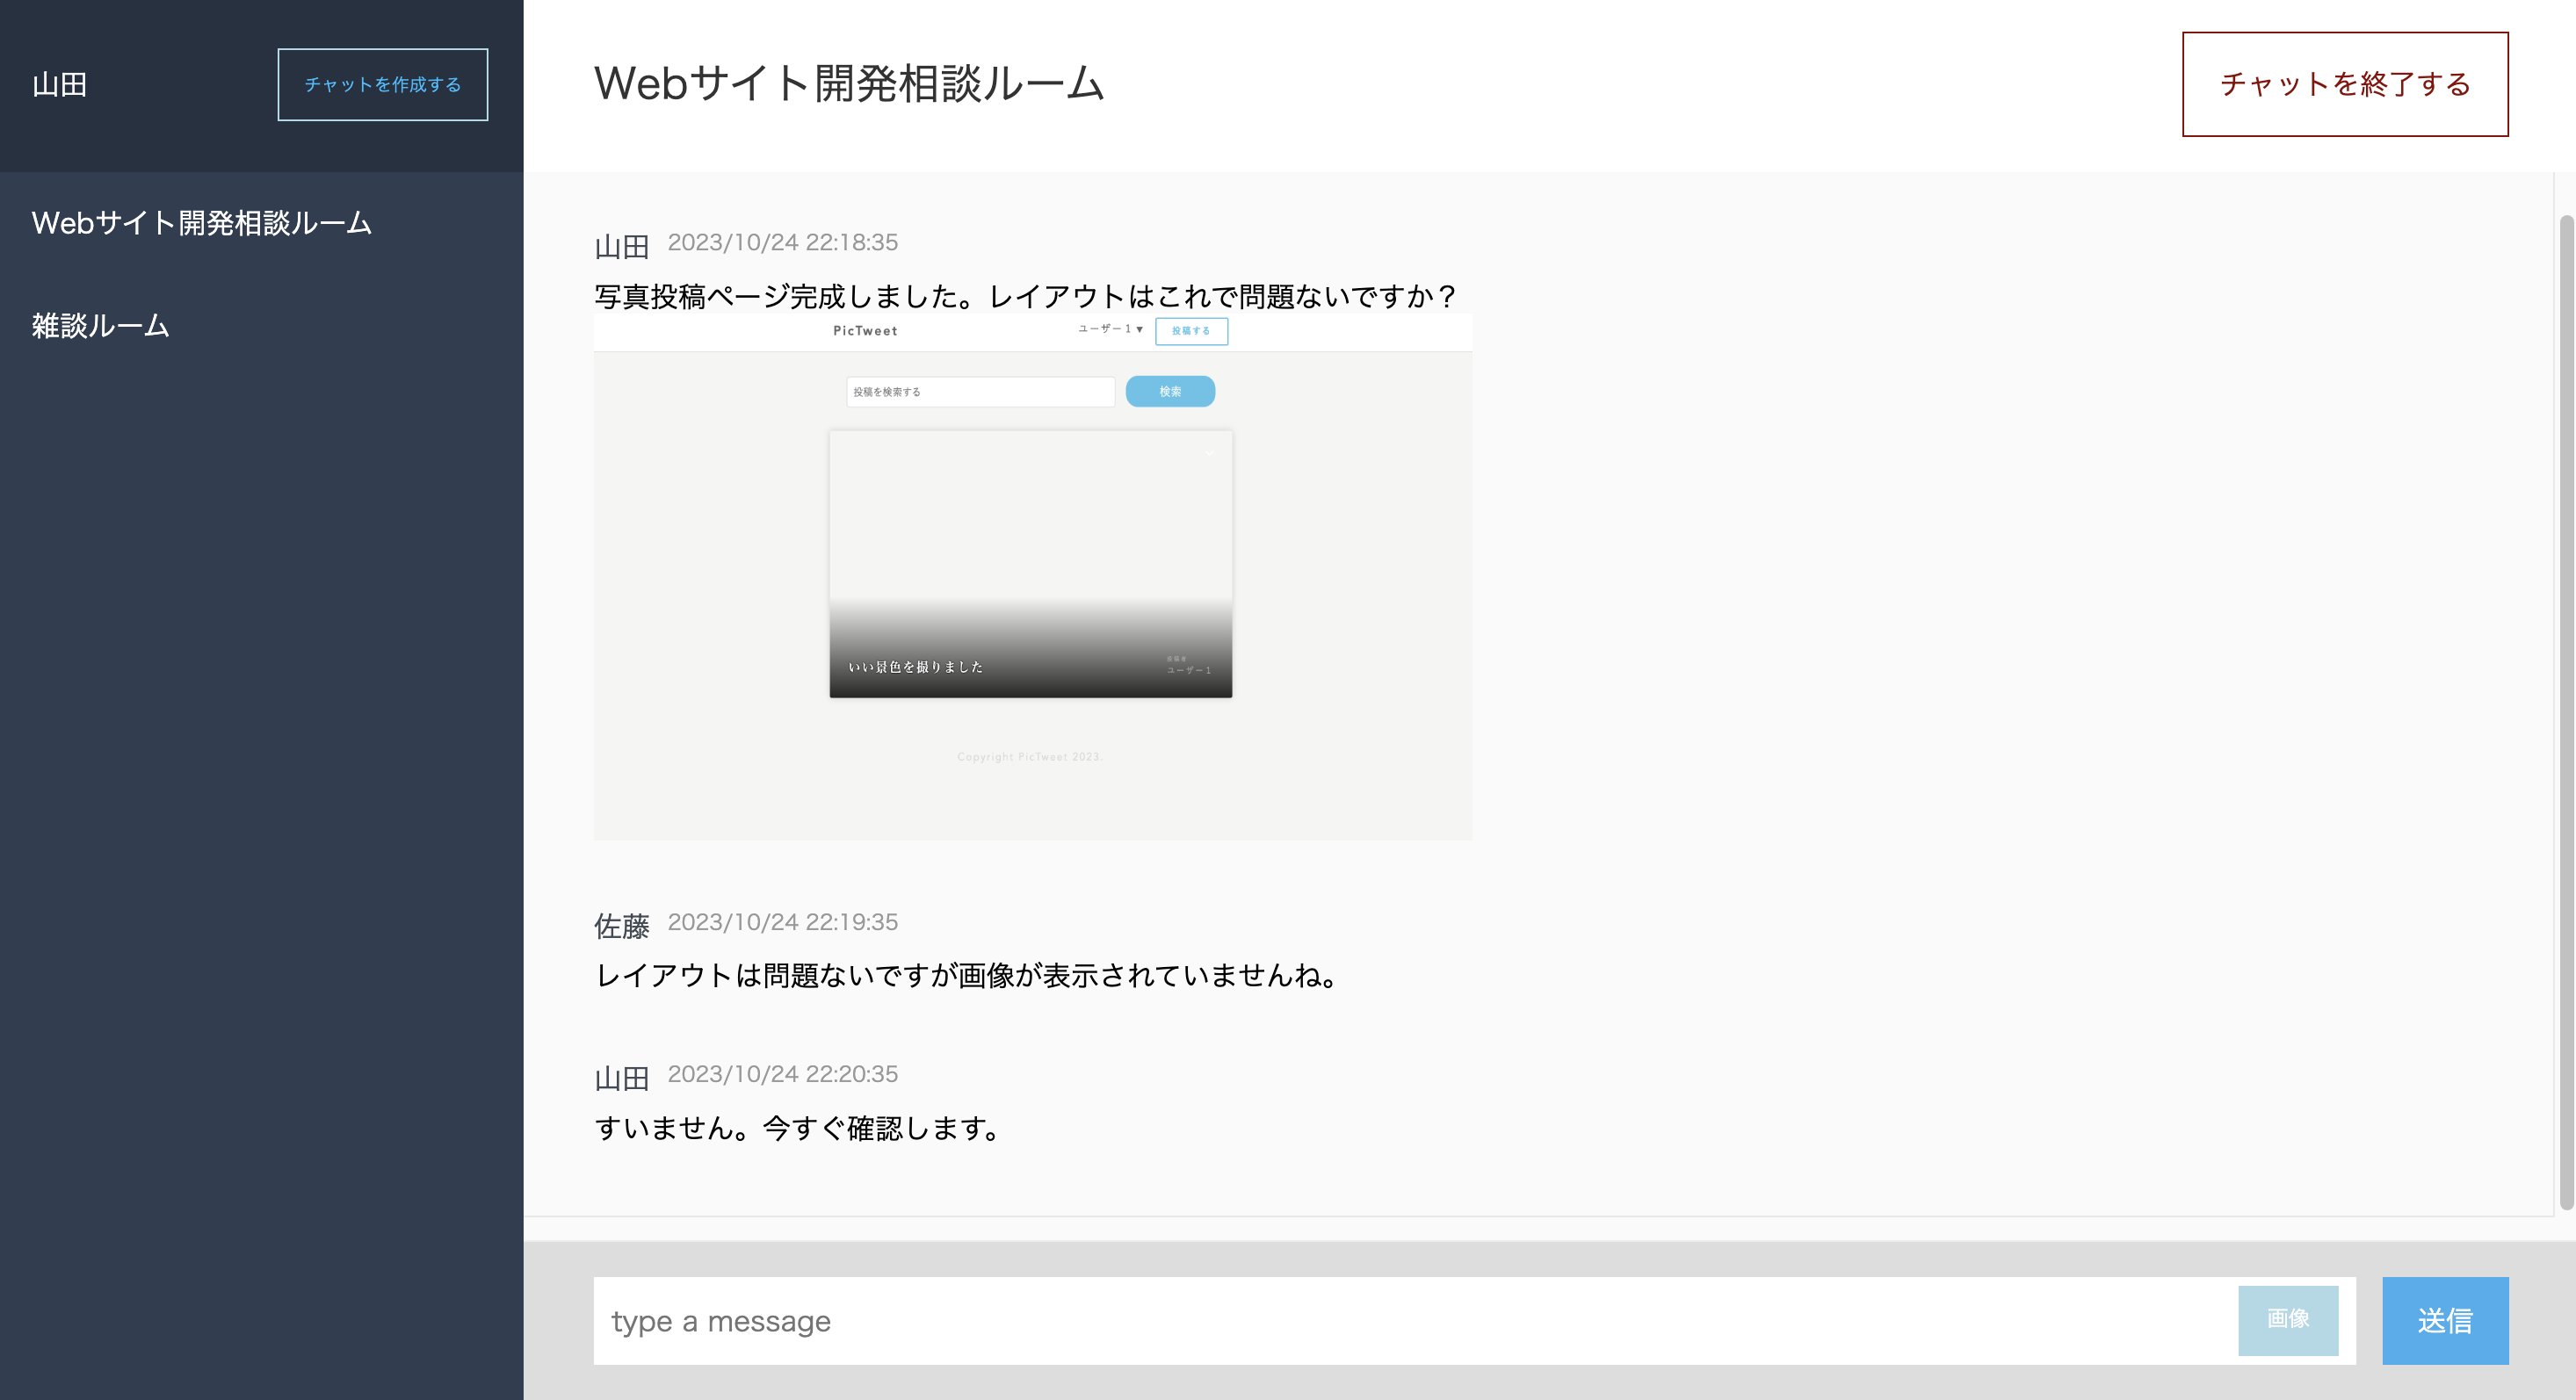 山田
チャットを作成する
Webサイト開発相談ルーム
雑談ルーム
Webサイト開発相談ルーム
チャットを終了する
山田 2023/10/24 22:18:35
写真投稿ページ完成しました。レイアウトはこれで問題ないですか？
PicTweet ユーザー1 ▼ 投稿する
投稿を検索する 検索
投稿者
いい景色を撮りました ユーザー1
Copyright PicTweet 2023.
佐藤 2023/10/24 22:19:35
レイアウトは問題ないですが画像が表示されていませんね。
山田 2023/10/24 22:20:35
すいません。今すぐ確認します。
type a message 画像 送信